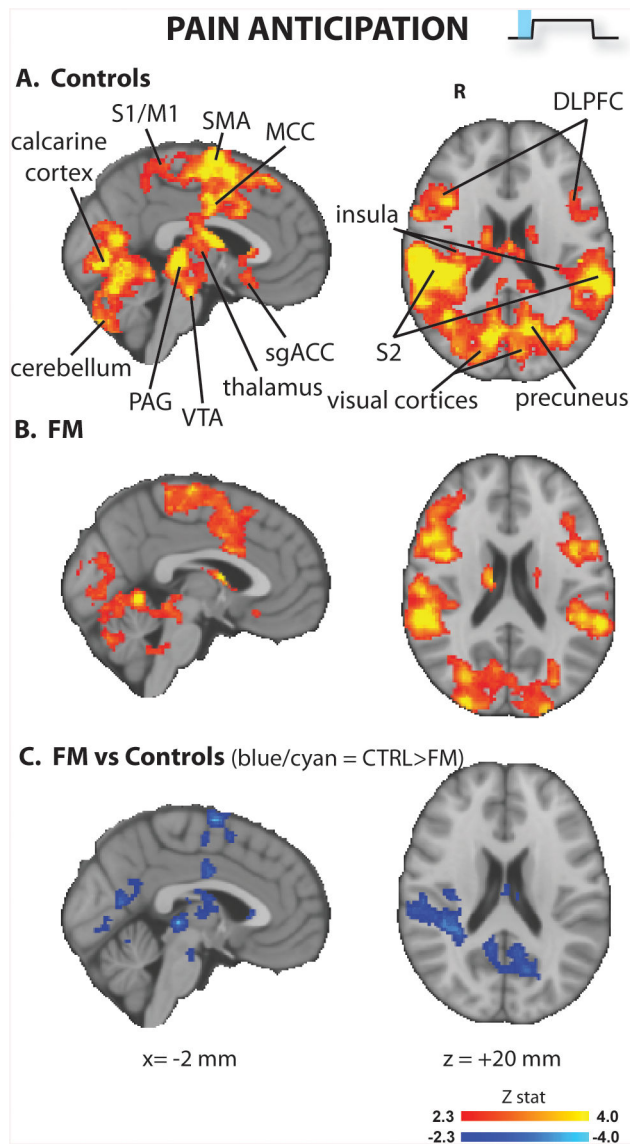 PAIN ANTICIPATION
A. Controls
R
S1/M1
SMA
MCC
DLPFC
calcarine
cortex
insula
cerebellum
PAG
VTA
thalamus
sgACC
S2
visual cortices
precuneus
B. FM
C. FM vs Controls (blue/cyan = CTRL>FM)
x= -2 mm
z = +20 mm
Z stat
2.3
4.0
-2.3
-4.0